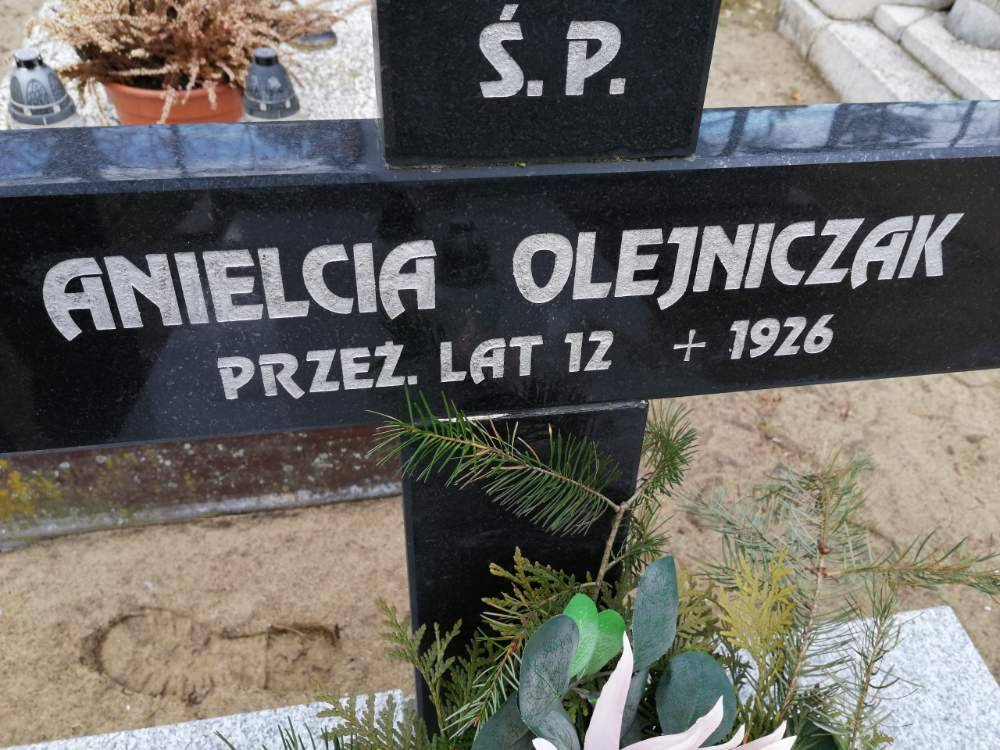 Ś. P.
ANIELCIA OLEJNICZAK
PRZEŻ. LAT 12 + 1926